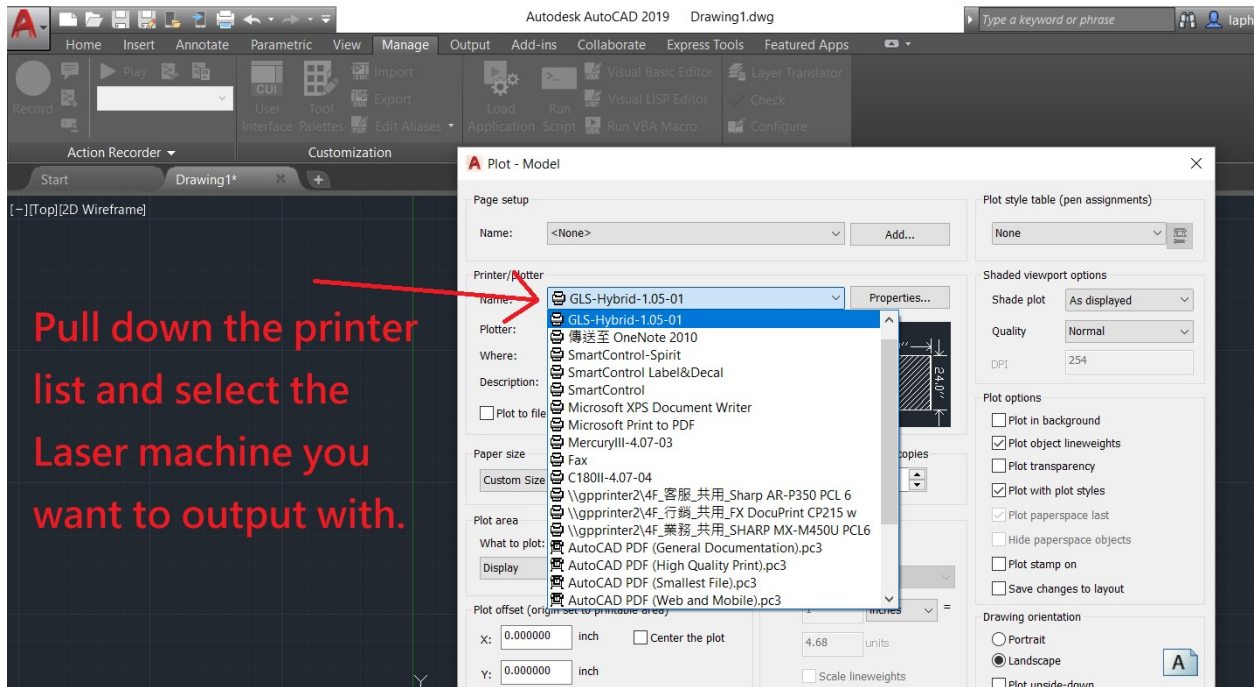 Autodesk AutoCAD 2019 Drawing1.dwg
Type a keyword or phrase
laph
Home Insert Annotate Parametric View Manage Output Add-ins Collaborate Express Tools Featured Apps
Play
Import
Visual Basic Editor
Layer Translator
CUI
Record
Export
Visual LISP Editor
Check
User Interface
Tool Palettes
Edit Aliases
Load Application
Run Script
Run VBA Macro
Configure
Action Recorder
Customization
Start
Drawing1*
[−][Top][2D Wireframe]
Pull down the printer
list and select the
Laser machine you
want to output with.
Plot - Model
Page setup
Name: <None> Add...
Printer/plotter
Name: GLS-Hybrid-1.05-01 Properties...
Plotter:
Where:
Description:
Plot to file
GLS-Hybrid-1.05-01
傳送至 OneNote 2010
SmartControl-Spirit
SmartControl Label&Decal
SmartControl
Microsoft XPS Document Writer
Microsoft Print to PDF
MercuryIII-4.07-03
Fax
C180II-4.07-04
\\gpprinter2\4F_客服_共用_Sharp AR-P350 PCL 6
\\gpprinter2\4F_行銷_共用_FX DocuPrint CP215 w
\\gpprinter2\4F_業務_共用_SHARP MX-M450U PCL6
AutoCAD PDF (General Documentation).pc3
AutoCAD PDF (High Quality Print).pc3
AutoCAD PDF (Smallest File).pc3
AutoCAD PDF (Web and Mobile).pc3
24.0''
Paper size
Custom Size
copies
Plot area
What to plot:
Display
Plot offset (origin set to printable area)
X: 0.000000 inch Center the plot
Y: 0.000000 inch
inches =
4.68 units
Scale lineweights
Plot style table (pen assignments)
None
Shaded viewport options
Shade plot As displayed
Quality Normal
DPI 254
Plot options
Plot in background
Plot object lineweights
Plot transparency
Plot with plot styles
Plot paperspace last
Hide paperspace objects
Plot stamp on
Save changes to layout
Drawing orientation
Portrait
Landscape
Plot upside-down
A
Y